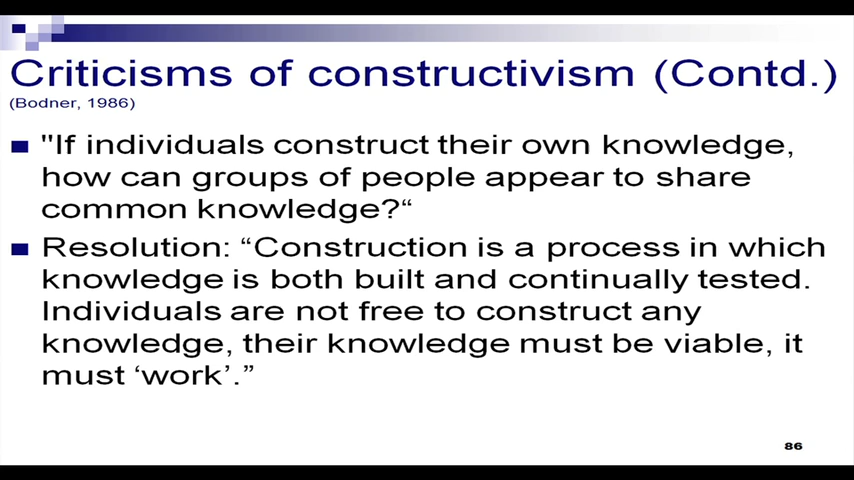 Criticisms of constructivism (Contd.)
(Bodner, 1986)
"If individuals construct their own knowledge,
how can groups of people appear to share
common knowledge?“
Resolution: “Construction is a process in which
knowledge is both built and continually tested.
Individuals are not free to construct any
knowledge, their knowledge must be viable, it
must ‘work’.”
86